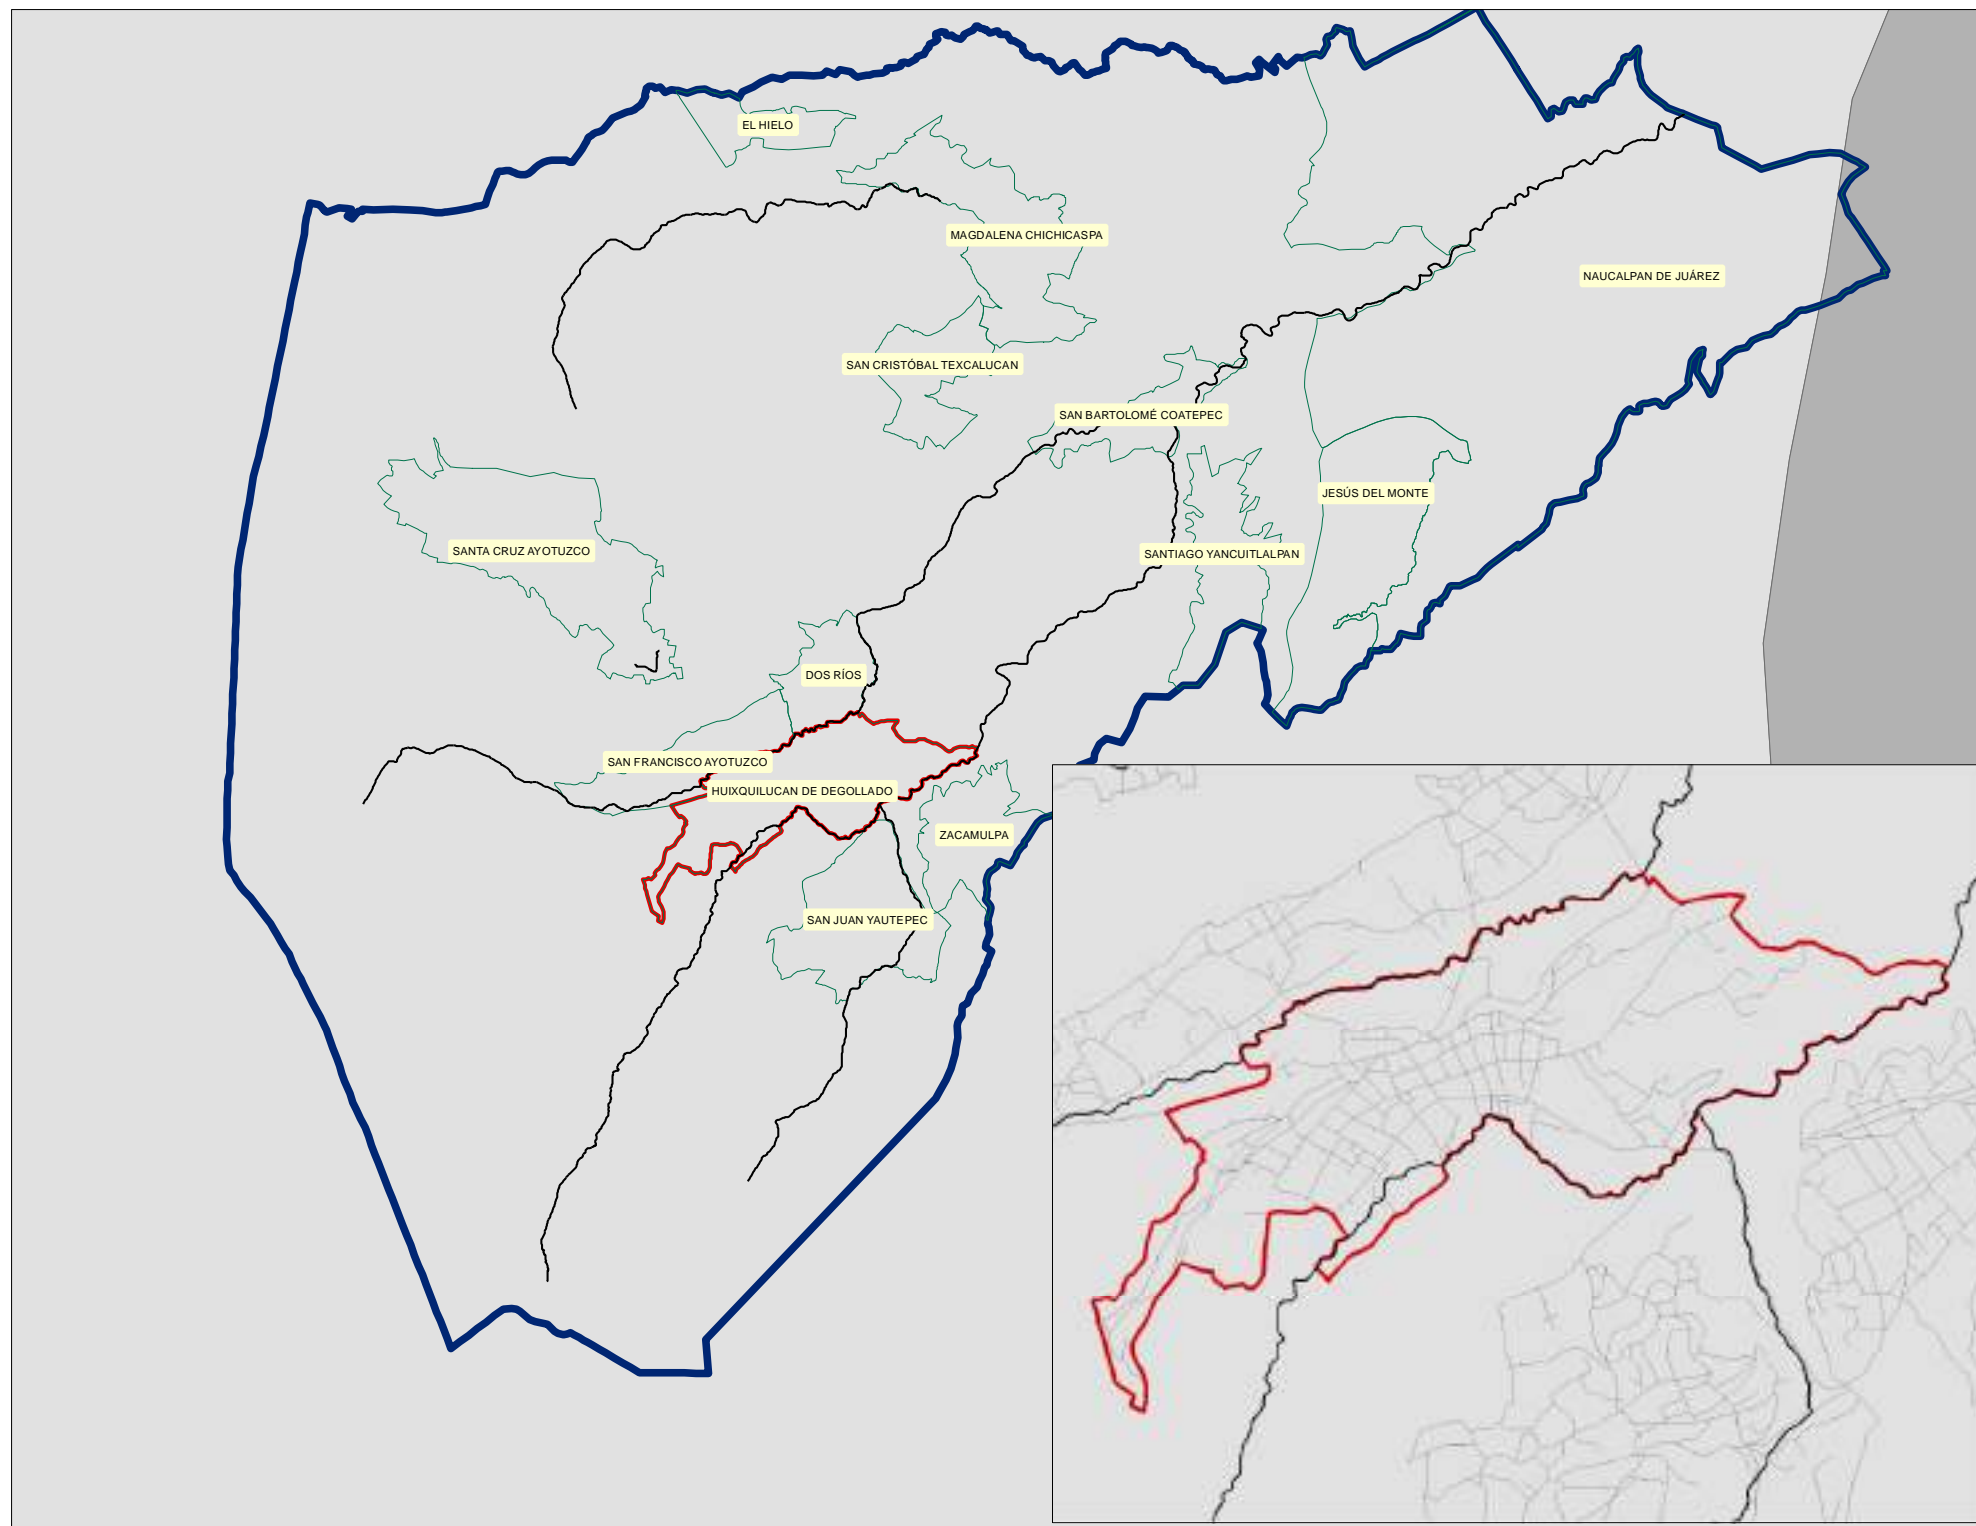 EL HIELO
MAGDALENA CHICHICASPA
NAUCALPAN DE JUÁREZ
SAN CRISTÓBAL TEXCALUCAN
SAN BARTOLOMÉ COATEPEC
JESÚS DEL MONTE
SANTA CRUZ AYOTUZCO
SANTIAGO YANCUITLALPAN
DOS RÍOS
SAN FRANCISCO AYOTUZCO
HUIXQUILUCAN DE DEGOLLADO
ZACAMULPA
SAN JUAN YAUTEPEC